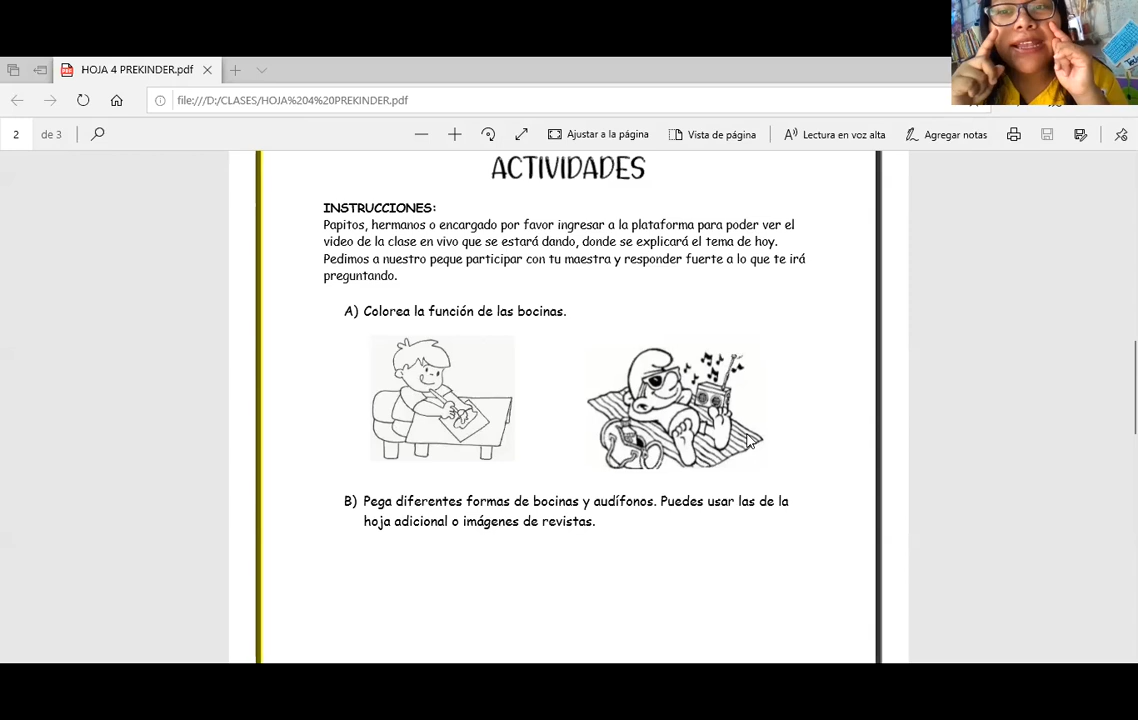 HOJA 4 PREKINDER.pdf
file:///D:/CLASES/HOJA%204%20PREKINDER.pdf
2 de 3 Ajustar a la página Vista de página Lectura en voz alta Agregar notas
ACTIVIDADES
INSTRUCCIONES:
Papitos, hermanos o encargado por favor ingresar a la plataforma para poder ver el
video de la clase en vivo que se estará dando, donde se explicará el tema de hoy.
Pedimos a nuestro peque participar con tu maestra y responder fuerte a lo que te irá
preguntando.
A) Colorea la función de las bocinas.
B) Pega diferentes formas de bocinas y audífonos. Puedes usar las de la
hoja adicional o imágenes de revistas.